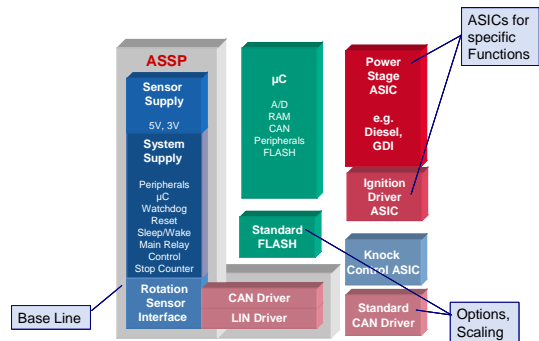 ASICs for
specific
Functions
ASSP
Sensor
Supply
5V, 3V
System
Supply
Peripherals
µC
Watchdog
Reset
Sleep/Wake
Main Relay
Control
Stop Counter
Rotation
Sensor
Interface
CAN Driver
LIN Driver
µC
A/D
RAM
CAN
Peripherals
FLASH
Standard
FLASH
Power
Stage
ASIC
e.g.
Diesel,
GDI
Ignition
Driver
ASIC
Knock
Control ASIC
Standard
CAN Driver
Base Line
Options,
Scaling